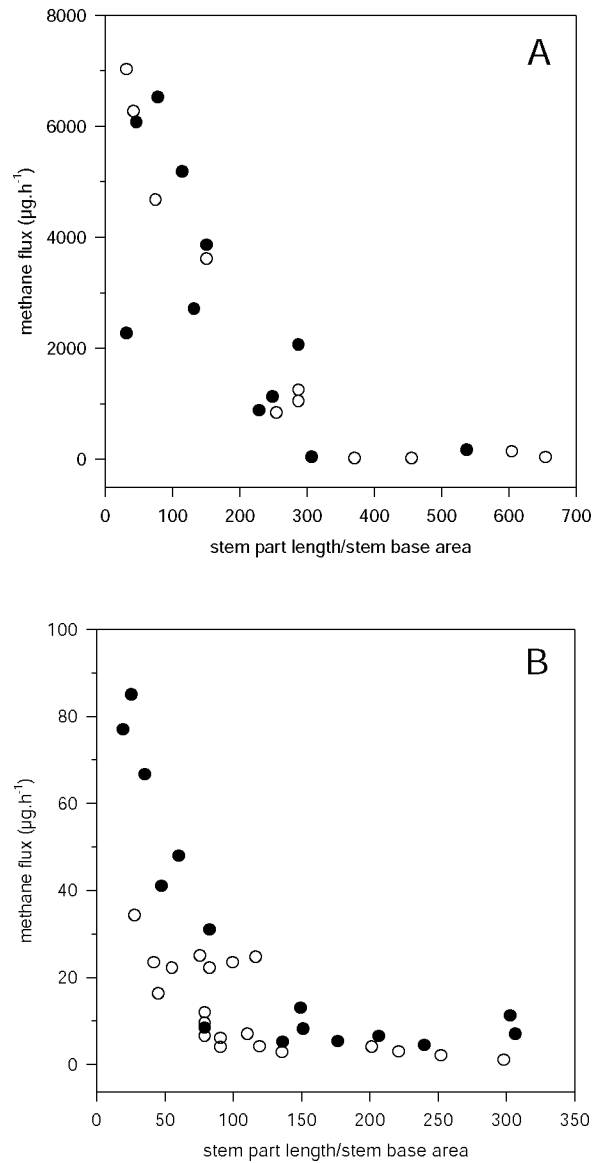 A
8000
6000
4000
2000
0
methane flux (µg.h-1)
0 100 200 300 400 500 600 700
stem part length/stem base area
B
100
80
60
40
20
0
methane flux (µg.h-1)
0 50 100 150 200 250 300 350
stem part length/stem base area